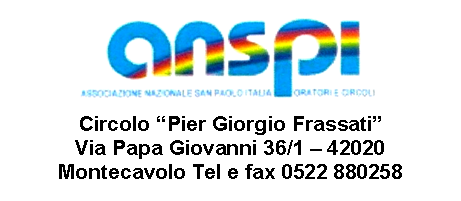 anspi
ASSOCIAZIONE NAZIONALE SAN PAOLO ITALIA ORATORI E CIRCOLI
Circolo “Pier Giorgio Frassati”
Via Papa Giovanni 36/1 – 42020
Montecavolo Tel e fax 0522 880258